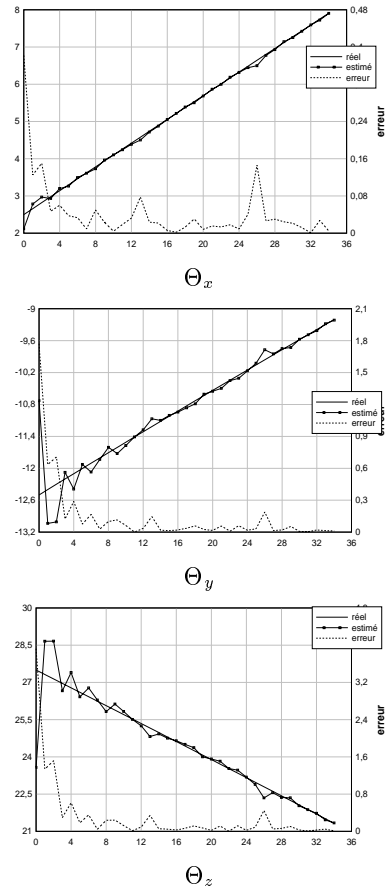 8
7
6
5
4
3
2
0,48
0,32
0,24
0,16
0,08
0
erreur
réel
estimé
erreur
0 4 8 12 16 20 24 28 32 36
Θx
-9
-9,6
-10,2
-10,8
-11,4
-12
-12,6
-13,2
2,1
1,8
1,5
1,2
0,9
0,6
0,3
0
réel
estimé
erreur
0 4 8 12 16 20 24 28 32 36
Θy
30
28,5
27
25,5
24
22,5
21
4,0
3,2
2,4
1,6
0,8
0
réel
estimé
erreur
0 4 8 12 16 20 24 28 32 36
Θz